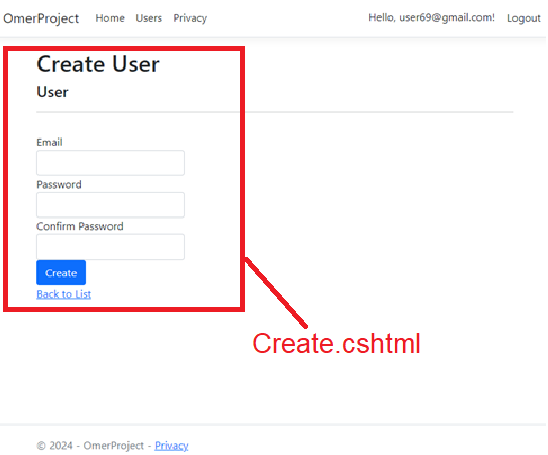 OmerProject Home Users Privacy Hello, user69@gmail.com! Logout
Create User
User
Email
Password
Confirm Password
Create
Back to List
Create.cshtml
© 2024 - OmerProject - Privacy